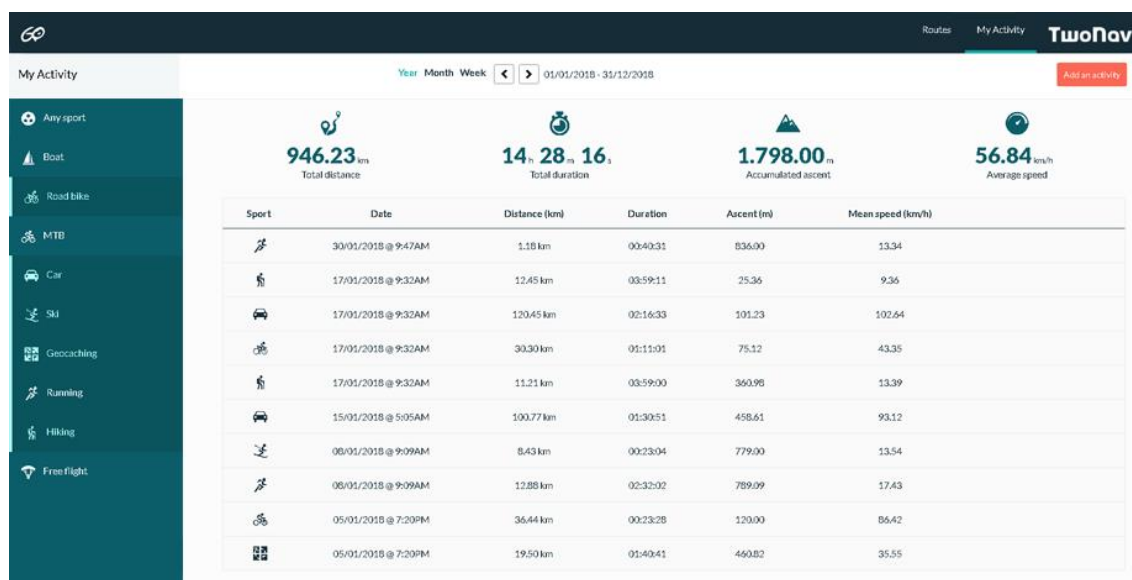 Routes My Activity TwoNav
My Activity
Year Month Week 01/01/2018 - 31/12/2018
Add an activity
Any sport
Boat
Road bike
MTB
Car
Ski
Geocaching
Running
Hiking
Free flight
946.23 km
Total distance
14 h 28 m 16 s
Total duration
1.798.00 m
Accumulated ascent
56.84 km/h
Average speed
Sport Date Distance (km) Duration Ascent (m) Mean speed (km/h)
30/01/2018 @ 9:47AM 1.18 km 00:40:31 836.00 13.34
17/01/2018 @ 9:32AM 12.45 km 03:59:11 25.36 9.36
17/01/2018 @ 9:32AM 120.45 km 02:16:33 101.23 102.64
17/01/2018 @ 9:32AM 30.30 km 01:11:01 75.12 43.35
17/01/2018 @ 9:32AM 11.21 km 03:59:00 360.98 13.39
15/01/2018 @ 5:05AM 100.77 km 01:30:51 458.61 93.12
08/01/2018 @ 9:09AM 8.43 km 00:23:04 779.00 13.54
08/01/2018 @ 9:09AM 12.88 km 02:32:02 789.09 17.43
05/01/2018 @ 7:20PM 36.44 km 00:23:28 120.00 86.42
05/01/2018 @ 7:20PM 19.50 km 01:40:41 460.82 35.55